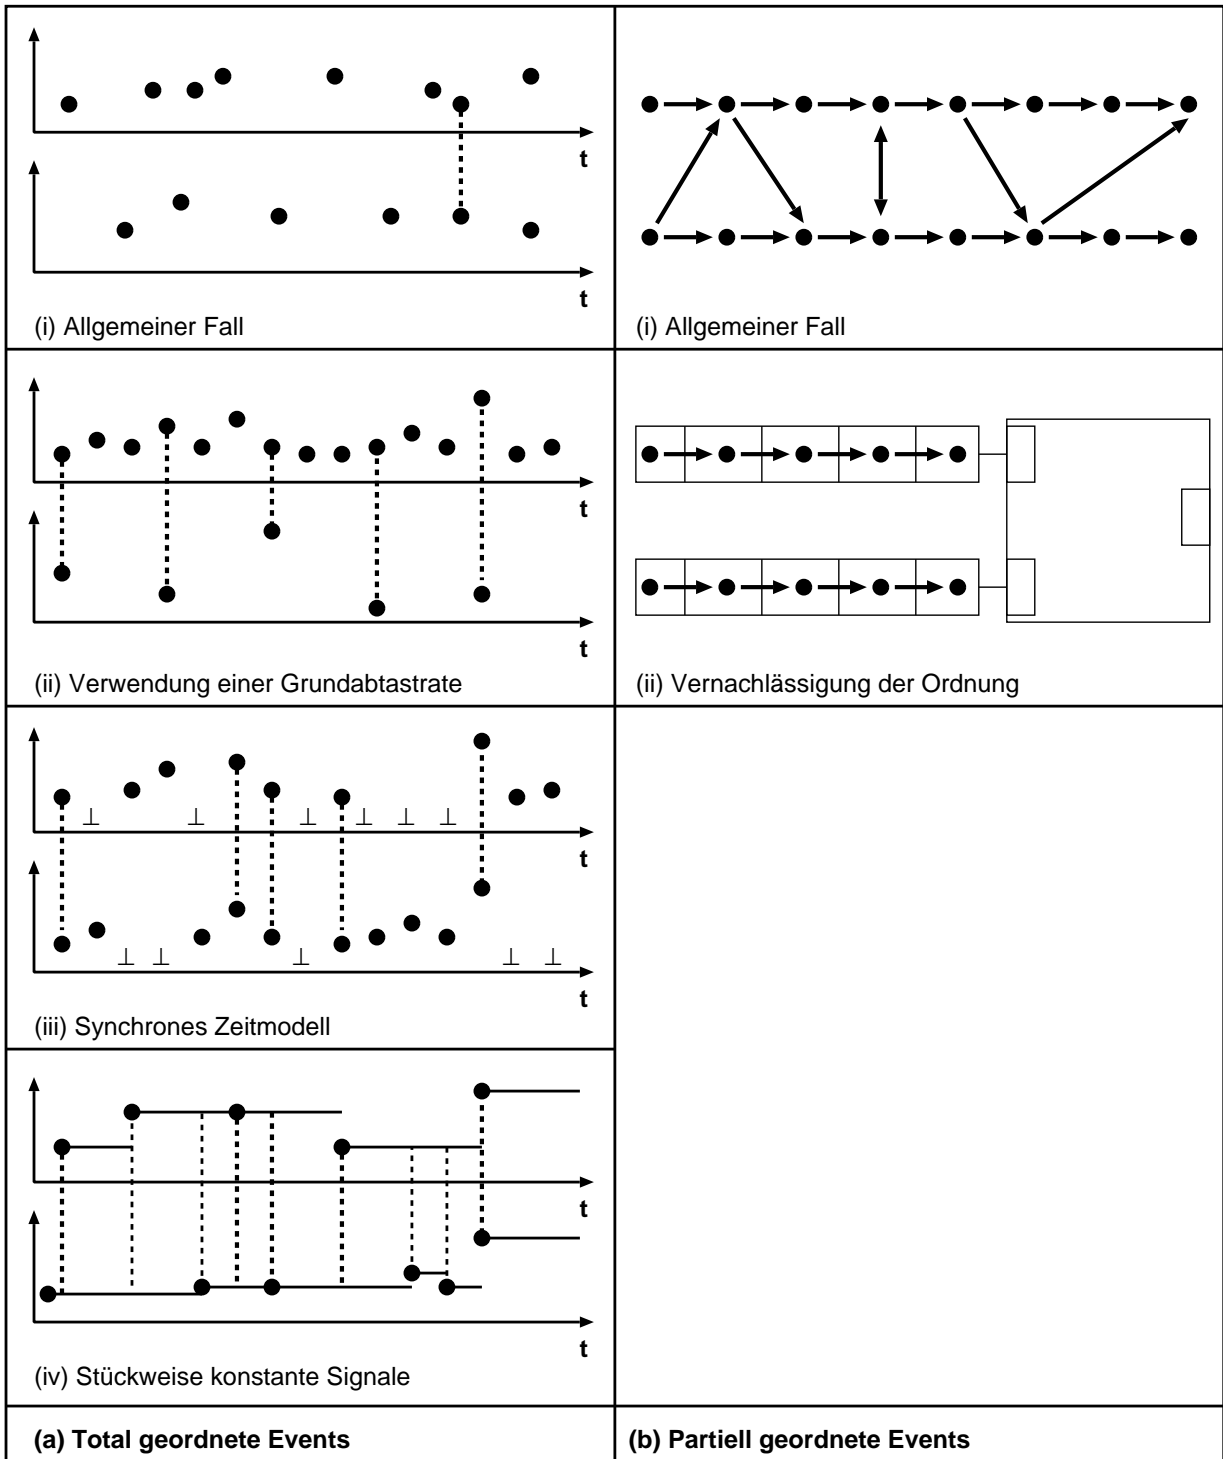 t
t
(i) Allgemeiner Fall
(i) Allgemeiner Fall
t
t
(ii) Verwendung einer Grundabtastrate
(ii) Vernachlässigung der Ordnung
⊥ ⊥ ⊥ ⊥ ⊥ ⊥
t
⊥ ⊥ ⊥ ⊥ ⊥
t
(iii) Synchrones Zeitmodell
t
t
(iv) Stückweise konstante Signale
(a) Total geordnete Events
(b) Partiell geordnete Events